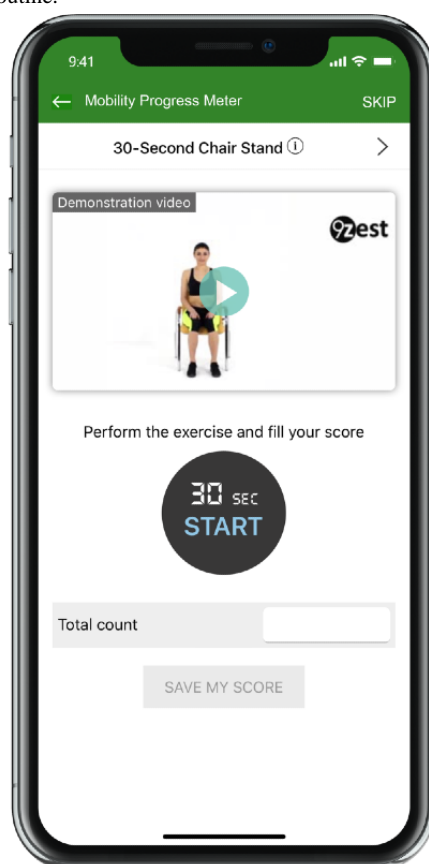 9:41
Mobility Progress Meter SKIP
30-Second Chair Stand
Demonstration video
9zest
Perform the exercise and fill your score
30 SEC
START
Total count
SAVE MY SCORE